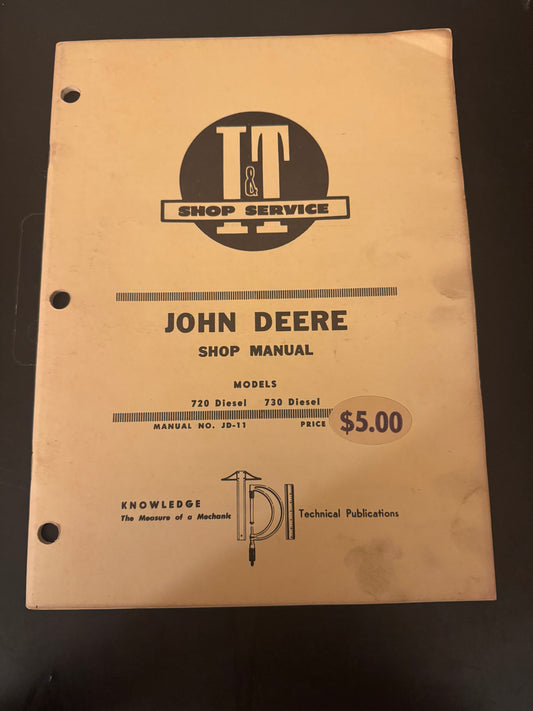 I&T
SHOP SERVICE
JOHN DEERE
SHOP MANUAL
MODELS
720 Diesel 730 Diesel
MANUAL NO. JD-11 PRICE $5.00
KNOWLEDGE
The Measure of a Mechanic
Technical Publications